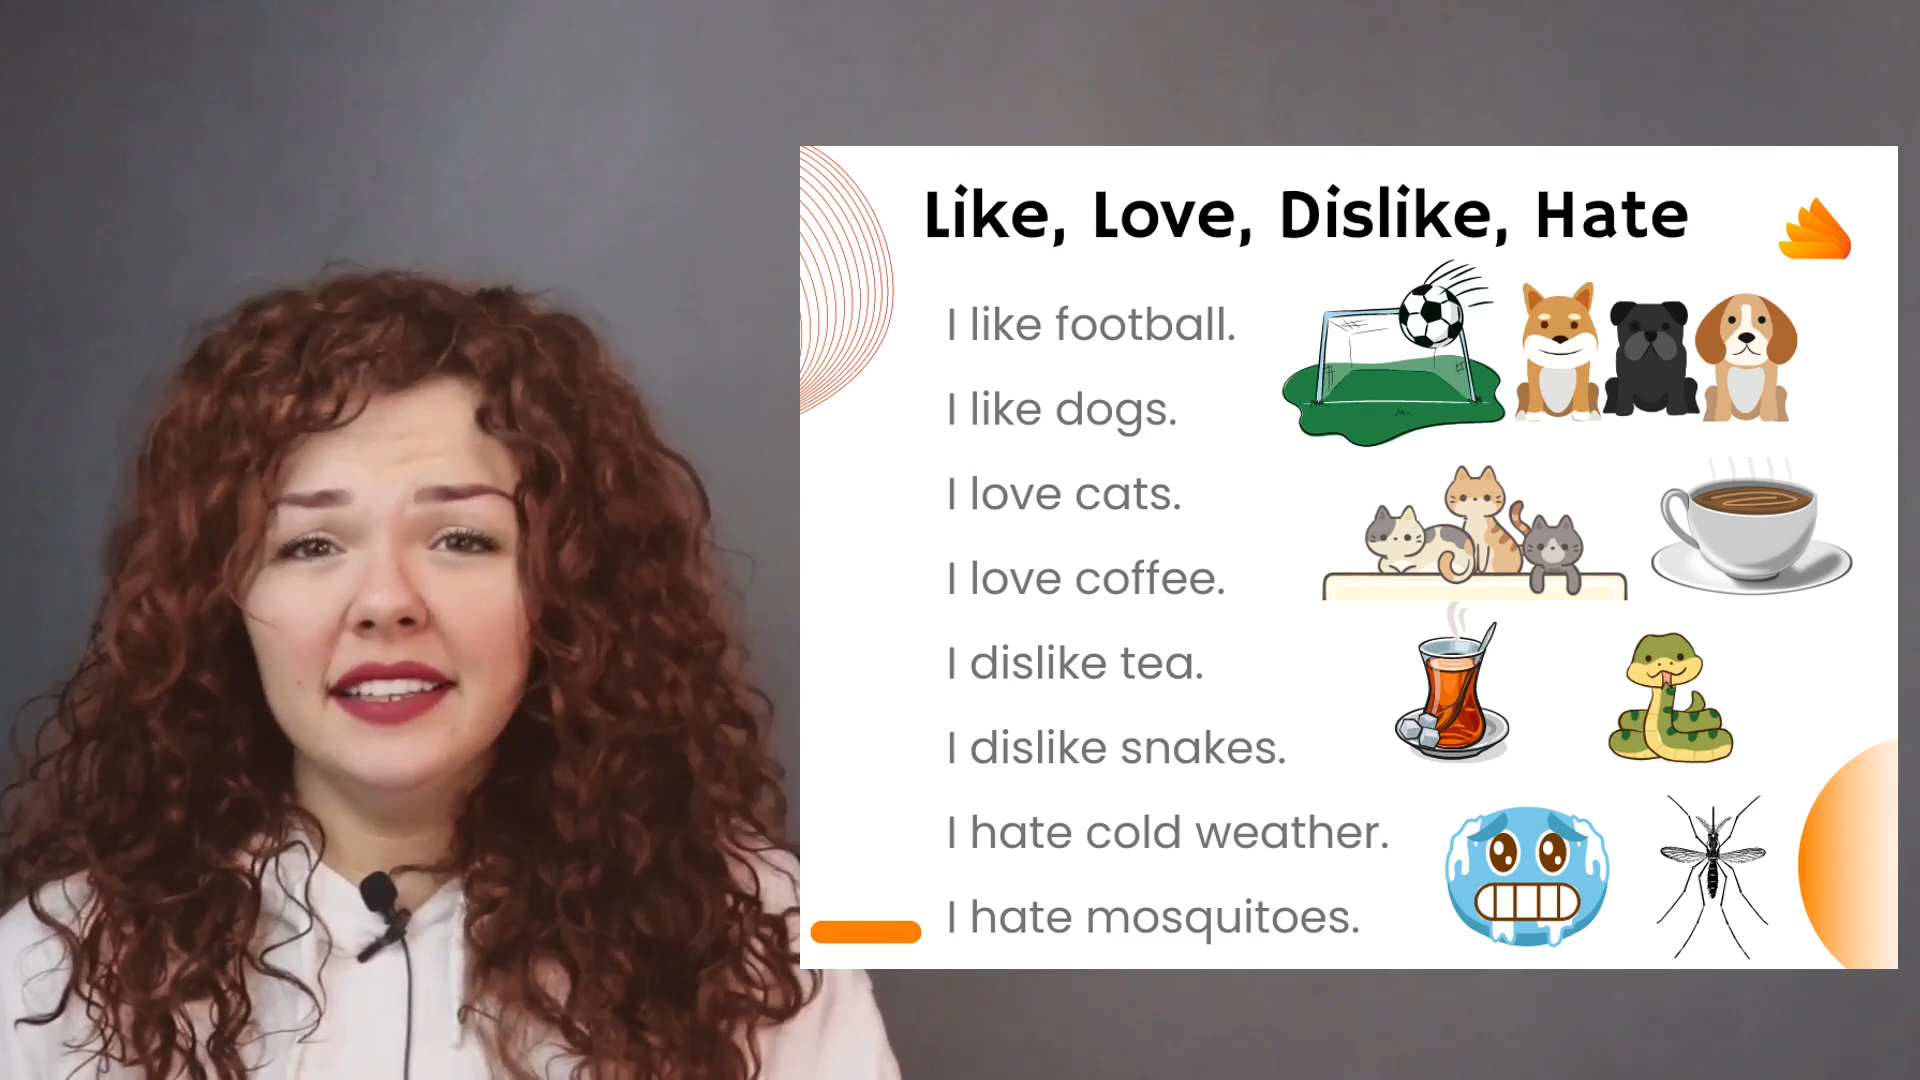 Like, Love, Dislike, Hate
I like football.
I like dogs.
I love cats.
I love coffee.
I dislike tea.
I dislike snakes.
I hate cold weather.
I hate mosquitoes.